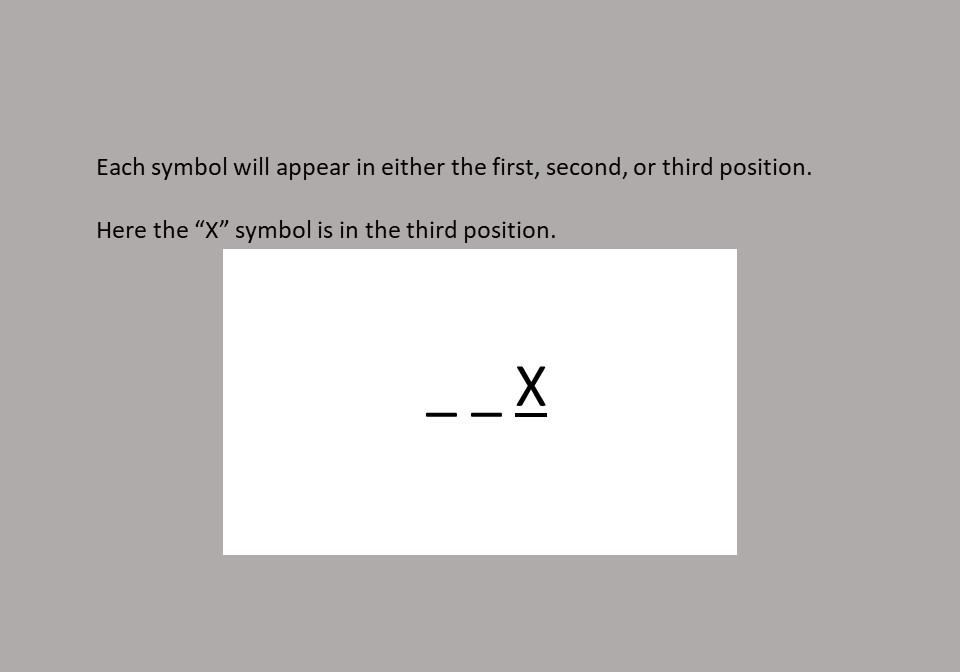 Each symbol will appear in either the first, second, or third position.
Here the “X” symbol is in the third position.
_ _ X